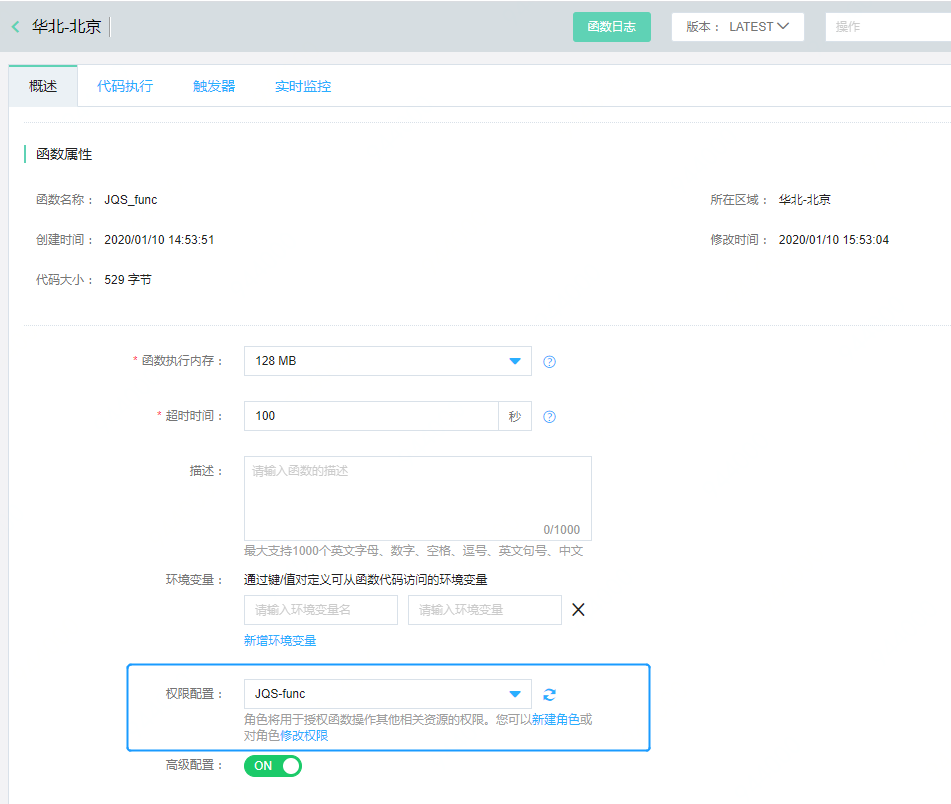 华北-北京
函数日志
版本： LATEST
操作
概述
代码执行
触发器
实时监控
函数属性
函数名称： JQS_func
所在区域： 华北-北京
创建时间： 2020/01/10 14:53:51
修改时间： 2020/01/10 15:53:04
代码大小： 529 字节
* 函数执行内存： 128 MB
* 超时时间： 100 秒
描述： 请输入函数的描述
0/1000
最大支持1000个英文字母、数字、空格、逗号、英文句号、中文
环境变量： 通过键/值对定义可从函数代码访问的环境变量
请输入环境变量名 请输入环境变量
新增环境变量
权限配置： JQS-func
角色将用于授权函数操作其他相关资源的权限。您可以新建角色或
对角色修改权限
高级配置： ON